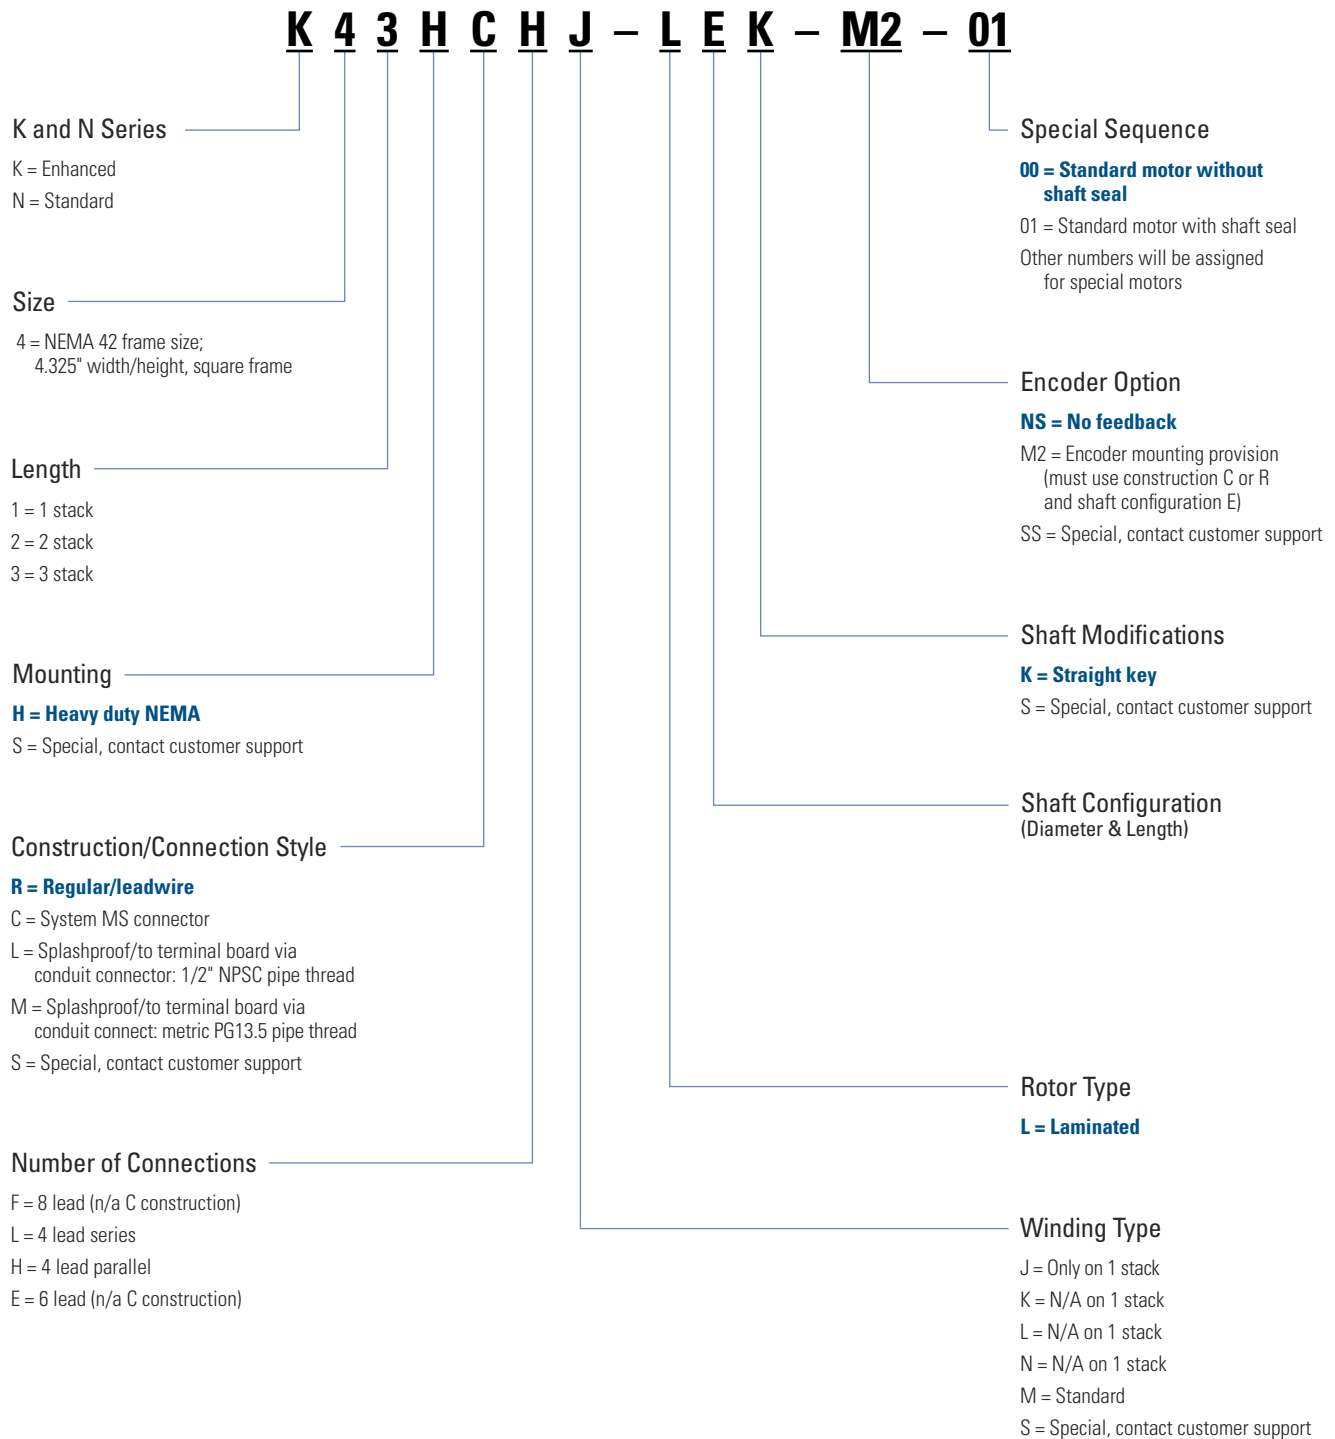 K 4 3 H C H J – L E K – M2 – 01
K and N Series
K = Enhanced
N = Standard
Size
4 = NEMA 42 frame size;
4.325" width/height, square frame
Length
1 = 1 stack
2 = 2 stack
3 = 3 stack
Mounting
H = Heavy duty NEMA
S = Special, contact customer support
Construction/Connection Style
R = Regular/leadwire
C = System MS connector
L = Splashproof/to terminal board via
conduit connector: 1/2" NPSC pipe thread
M = Splashproof/to terminal board via
conduit connect: metric PG13.5 pipe thread
S = Special, contact customer support
Number of Connections
F = 8 lead (n/a C construction)
L = 4 lead series
H = 4 lead parallel
E = 6 lead (n/a C construction)
Special Sequence
00 = Standard motor without
shaft seal
01 = Standard motor with shaft seal
Other numbers will be assigned
for special motors
Encoder Option
NS = No feedback
M2 = Encoder mounting provision
(must use construction C or R
and shaft configuration E)
SS = Special, contact customer support
Shaft Modifications
K = Straight key
S = Special, contact customer support
Shaft Configuration
(Diameter & Length)
Rotor Type
L = Laminated
Winding Type
J = Only on 1 stack
K = N/A on 1 stack
L = N/A on 1 stack
N = N/A on 1 stack
M = Standard
S = Special, contact customer support